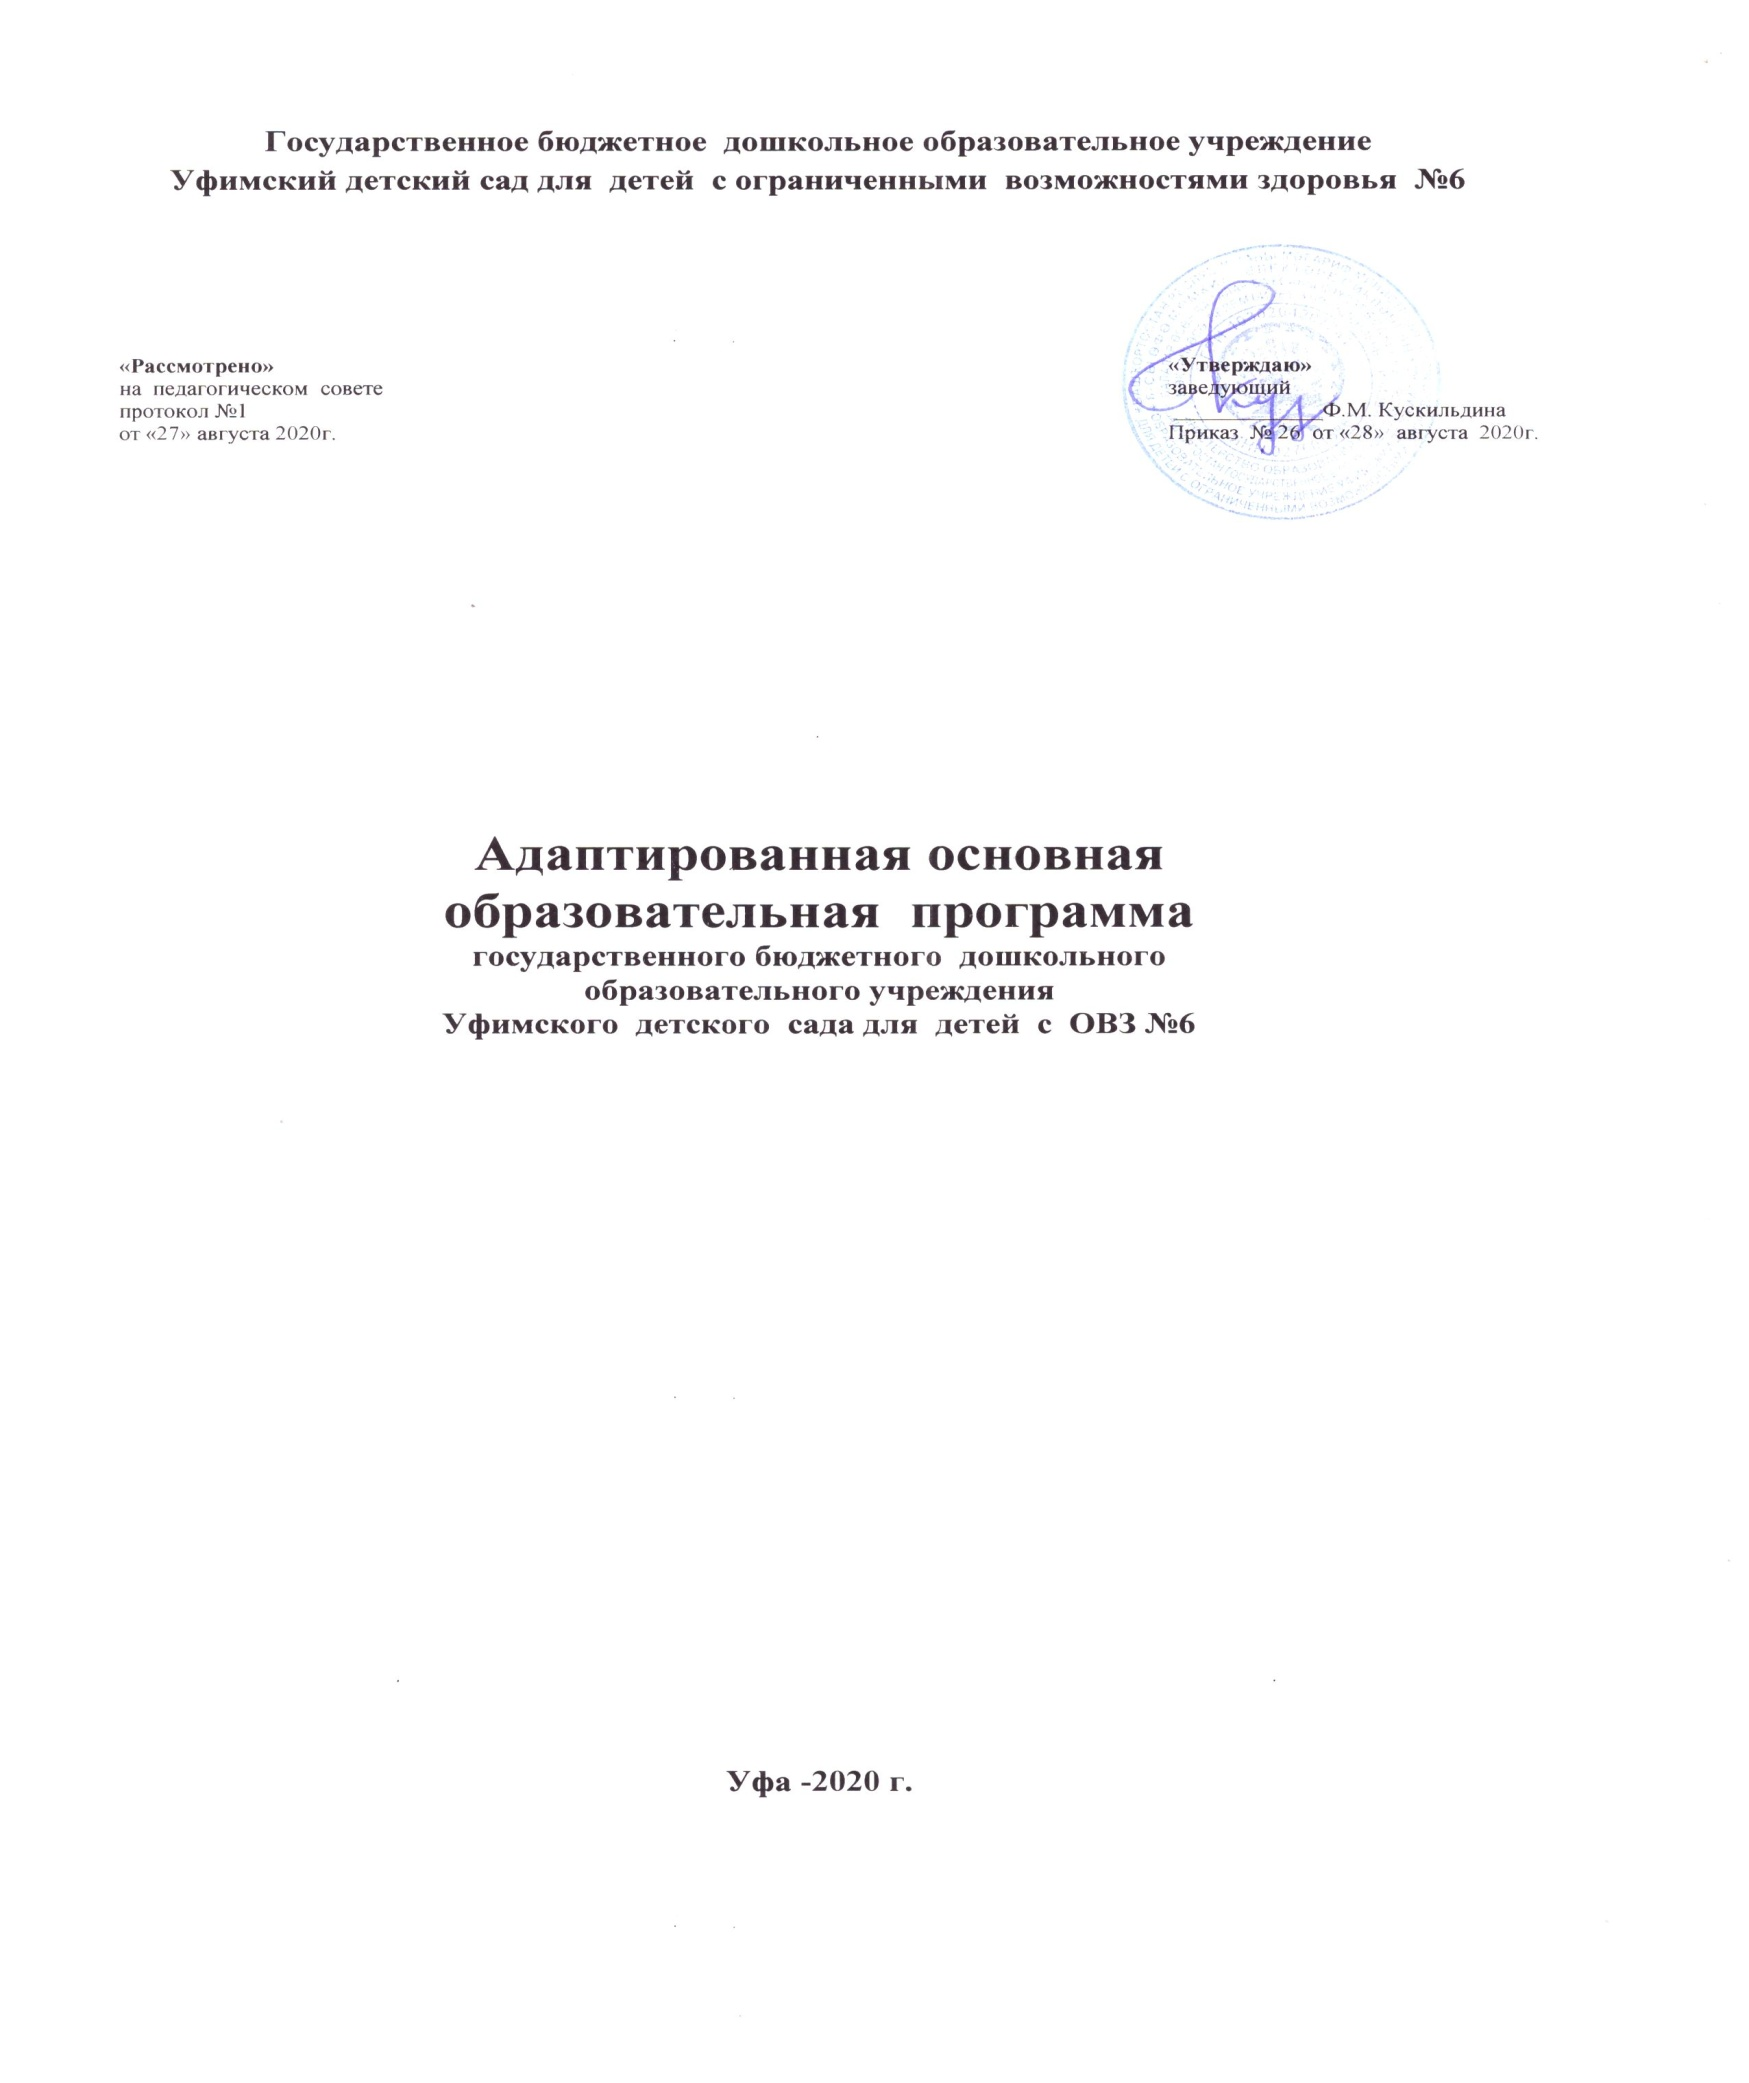 Государственное бюджетное дошкольное образовательное учреждение
Уфимский детский сад для детей с ограниченными возможностями здоровья №6
«Рассмотрено»
на педагогическом совете
протокол №1
от «27» августа 2020г.
«Утверждаю»
заведующий
Ф.М. Кускильдина
Приказ № 26 от «28» августа 2020г.
Адаптированная основная
образовательная программа
государственного бюджетного дошкольного
образовательного учреждения
Уфимского детского сада для детей с ОВЗ №6
Уфа -2020 г.